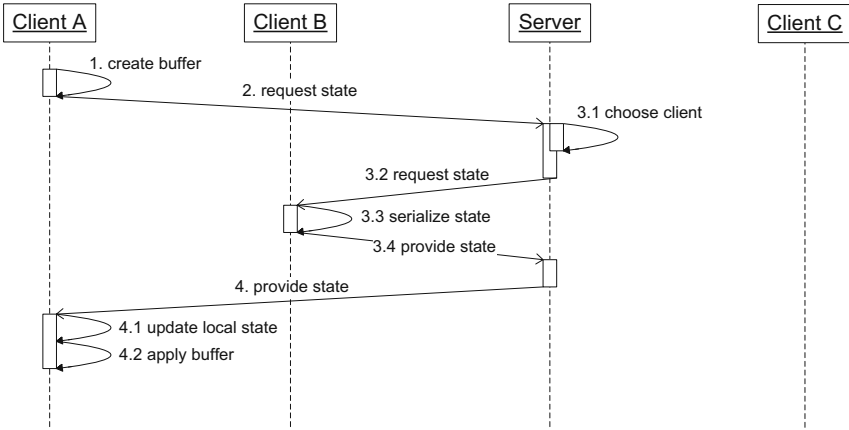 Client A
Client B
Server
Client C
1. create buffer
2. request state
3.1 choose client
3.2 request state
3.3 serialize state
3.4 provide state
4. provide state
4.1 update local state
4.2 apply buffer